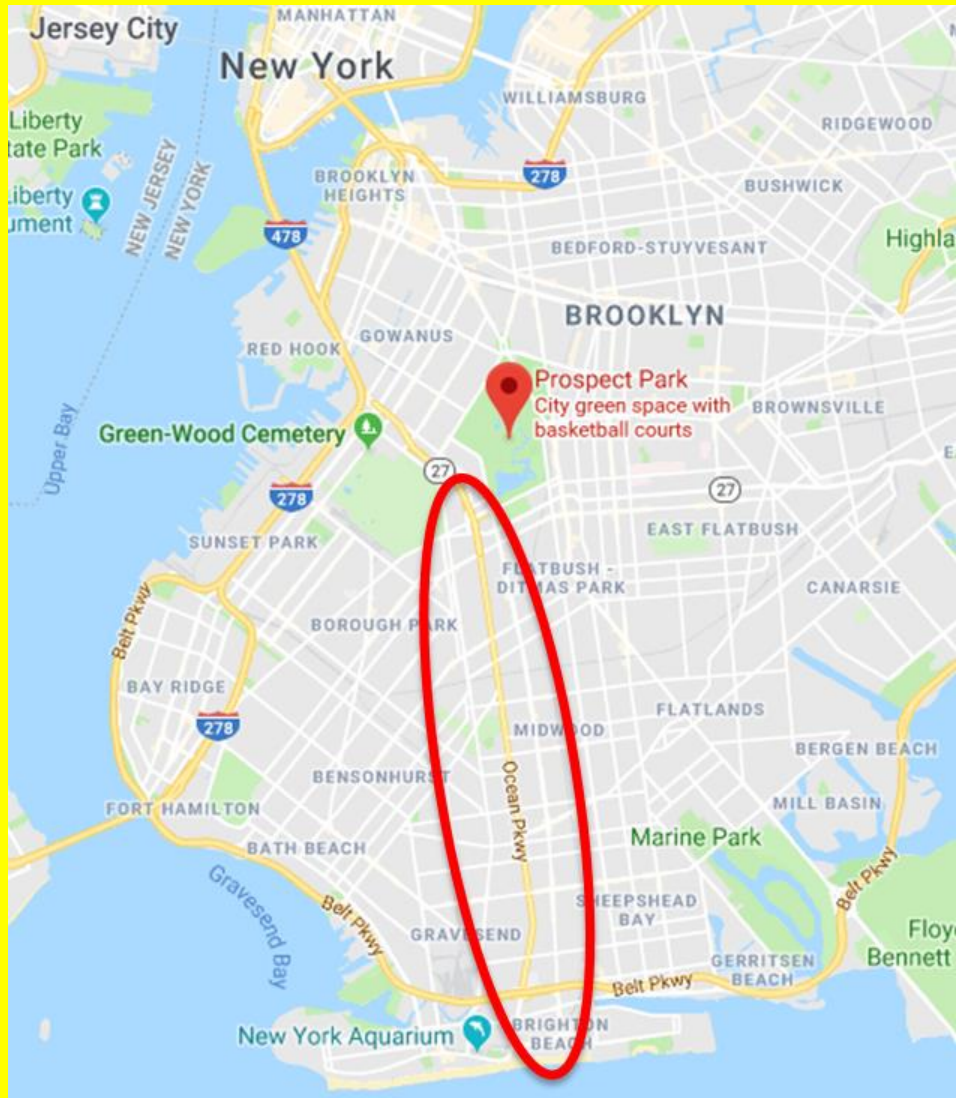 MANHATTAN
Jersey City
New York
WILLIAMSBURG
Liberty
tate Park
RIDGEWOOD
NEW JERSEY
NEW YORK
BROOKLYN
HEIGHTS
278
BUSHWICK
iberty
ument
478
BEDFORD-STUYVESANT
Highla
BROOKLYN
GOWANUS
RED HOOK
Prospect Park
City green space with
basketball courts
BROWNSVILLE
Green-Wood Cemetery
Upper Bay
27
278
27
EAST FLATBUSH
SUNSET PARK
FLATBUSH -
DITMAS PARK
CANARSIE
Belt Pkwy
BOROUGH PARK
BAY RIDGE
278
MIDWOOD
FLATLANDS
BERGEN BEACH
BENSONHURST
Ocean Pkwy
MILL BASIN
FORT HAMILTON
BATH BEACH
Marine Park
Gravesend Bay
Belt Pkwy
SHEEPSHEAD
BAY
Belt Pkwy
GRAVESEND
Floy
Bennett
GERRITSEN
BEACH
Belt Pkwy
New York Aquarium
BRIGHTON
BEACH